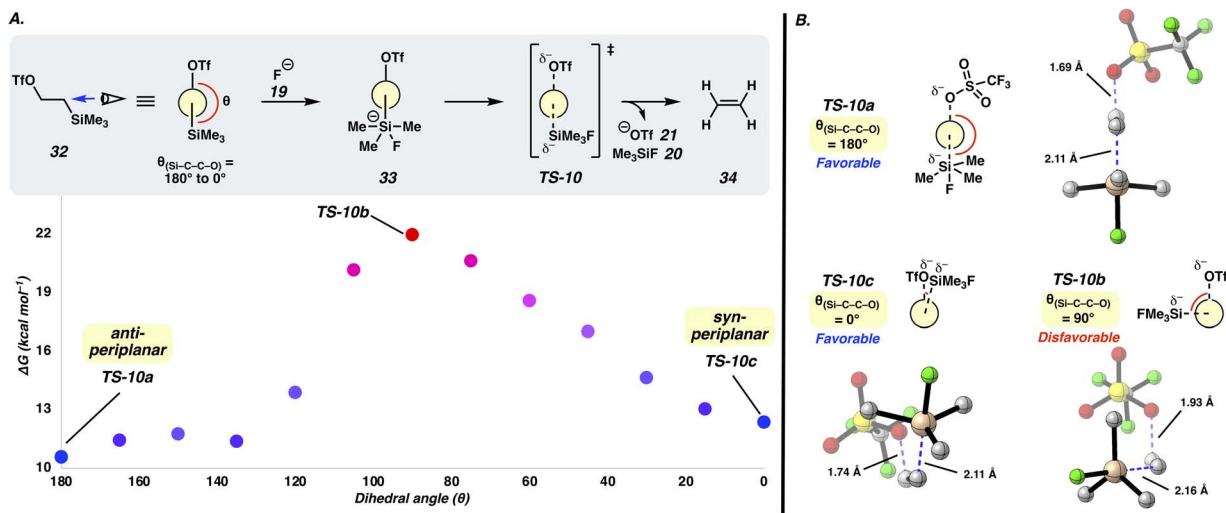 A.
TfO
SiMe₃
32
≡
OTf
θ
SiMe₃
θ(Si–C–C–O) =
180° to 0°
F⊖
19
OTf
⊖
Me Si Me
Me F
33
δ⁻
OTf
SiMe₃F
δ⁻
‡
TS-10
⊖OTf 21
Me₃SiF 20
H H
H H
34
ΔG (kcal mol⁻¹)
22
19
16
13
10
TS-10b
anti-
periplanar
TS-10a
syn-
periplanar
TS-10c
180 160 140 120 100 80 60 40 20 0
Dihedral angle (θ)
B.
TS-10a
θ(Si–C–C–O)
= 180°
Favorable
δ⁻ O S CF₃
O
O
δ⁻ Si Me
Me Me
F
1.69 Å
2.11 Å
TS-10c
θ(Si–C–C–O)
= 0°
Favorable
δ⁻ δ⁻
TfO SiMe₃F
1.74 Å
2.11 Å
TS-10b
θ(Si–C–C–O)
= 90°
Disfavorable
δ⁻
OTf
δ⁻
FMe₃Si
1.93 Å
2.16 Å